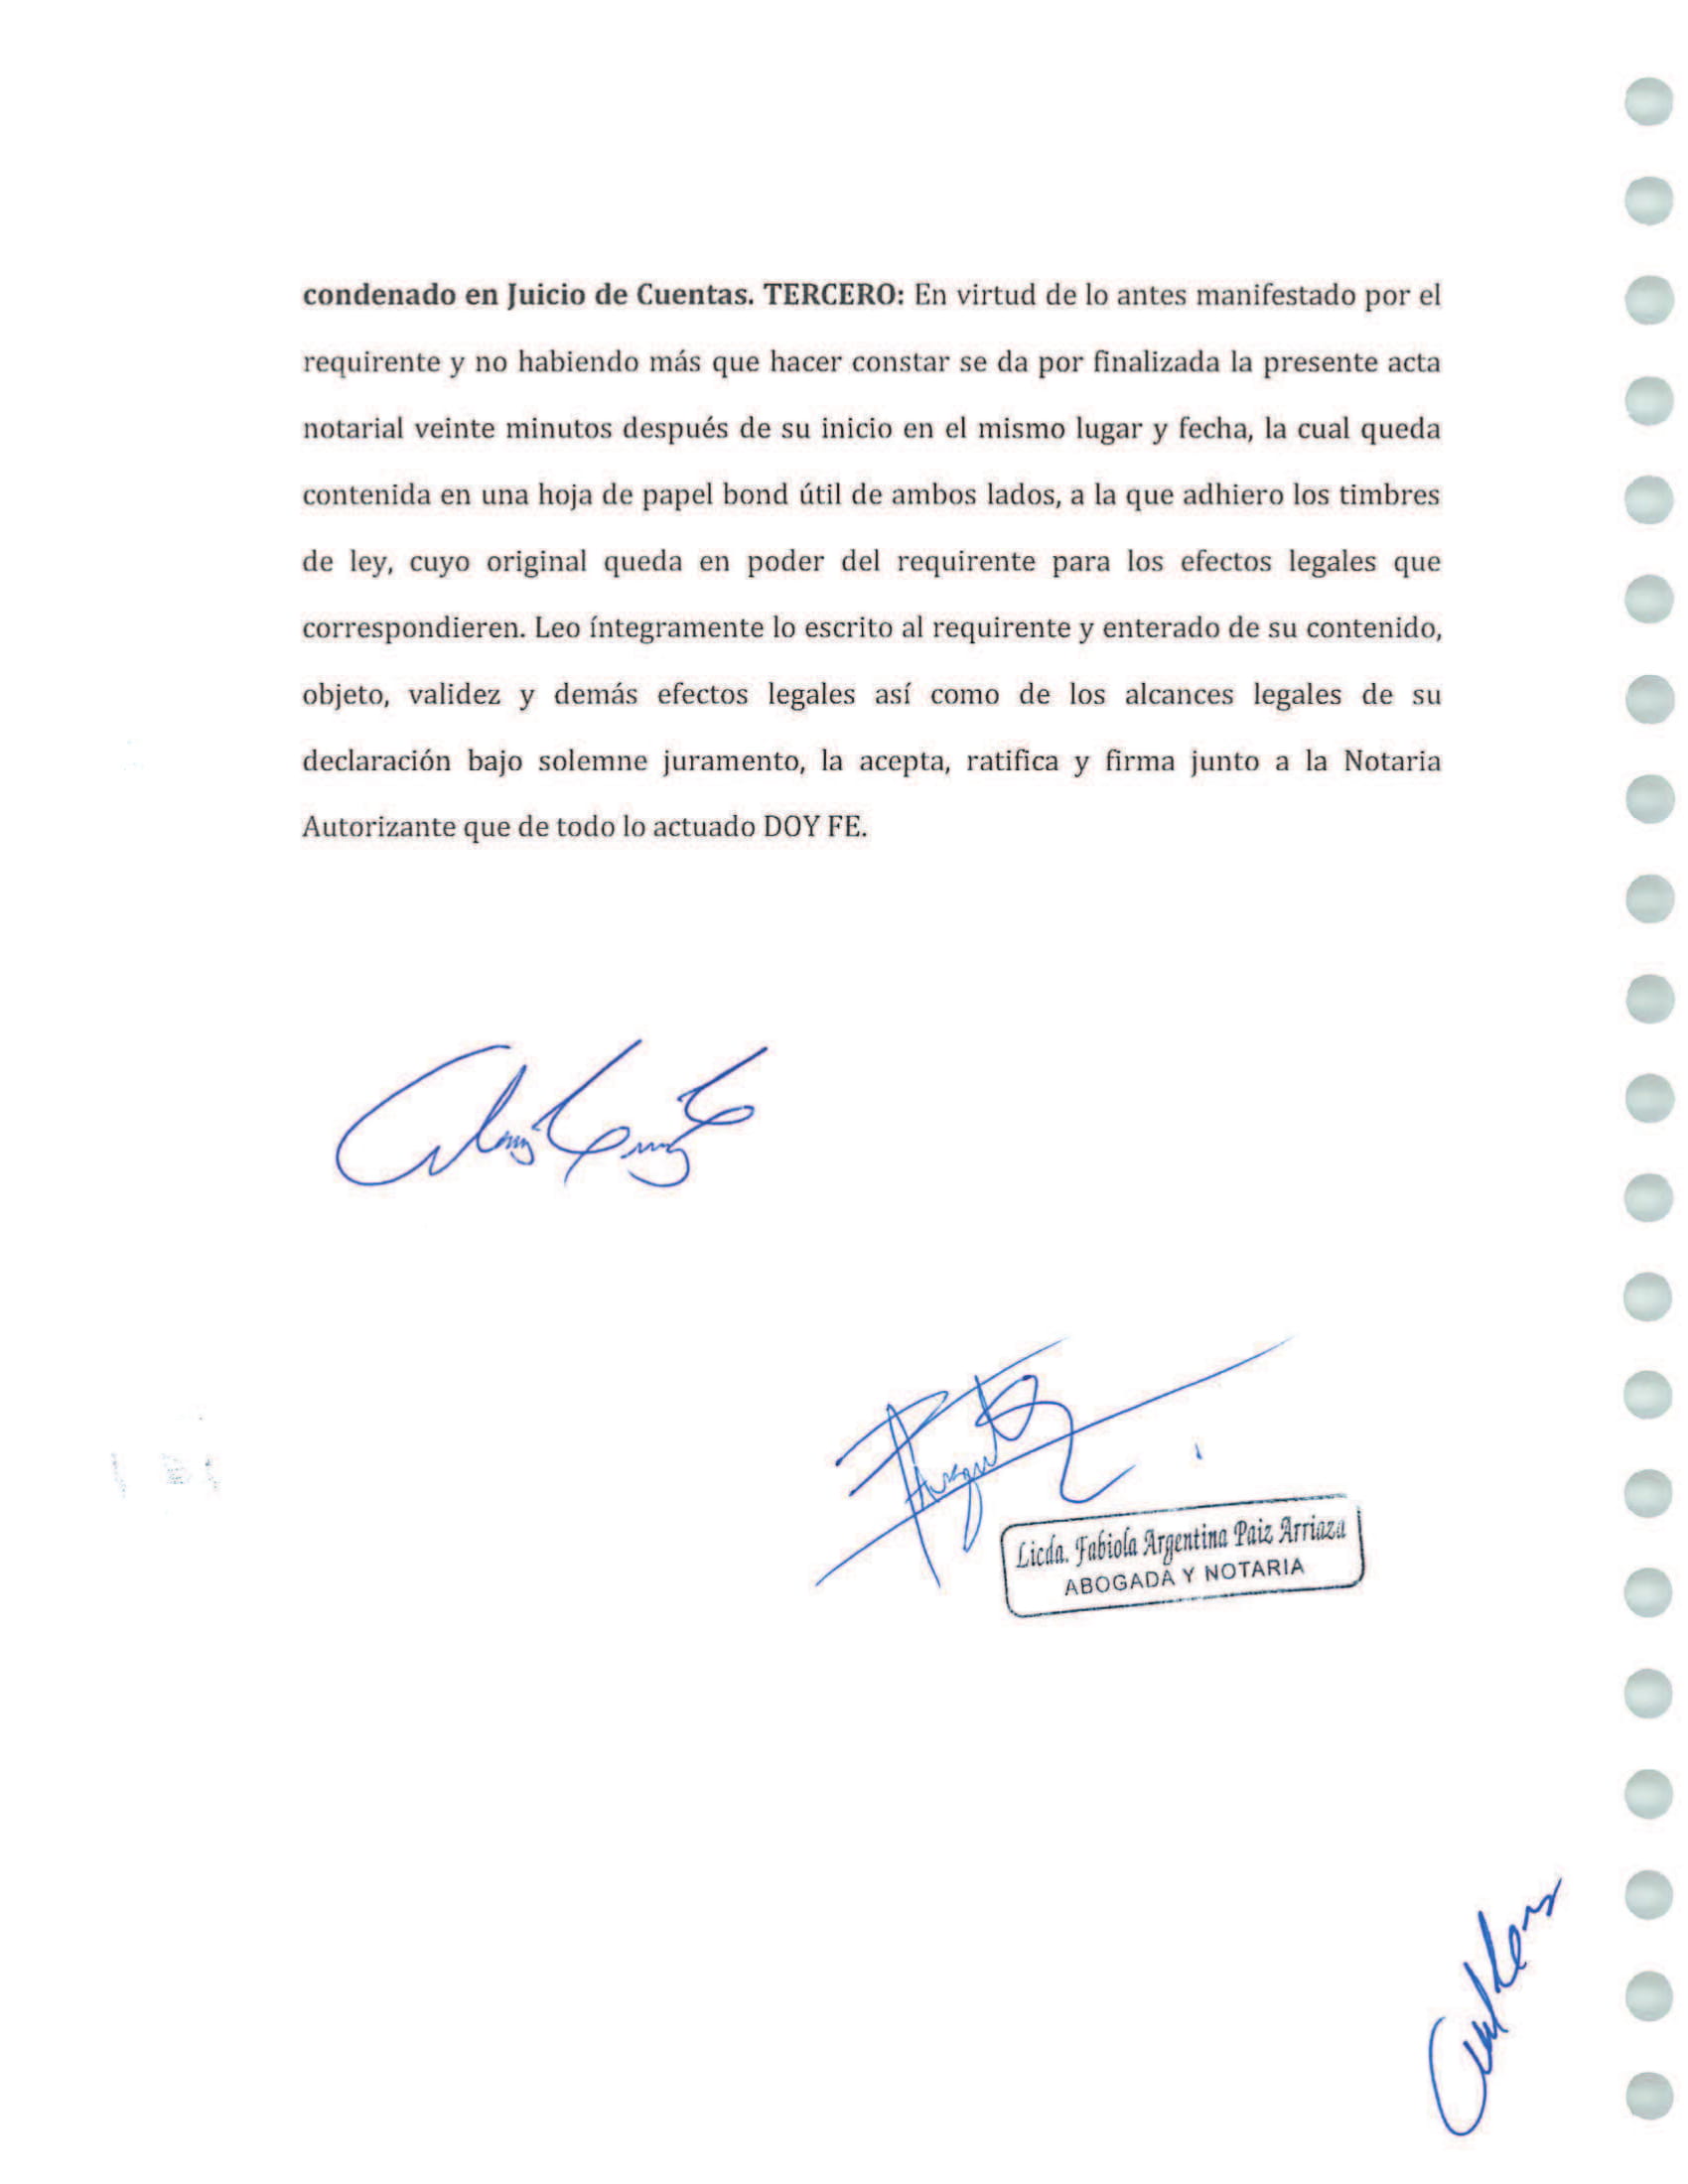 condenado en Juicio de Cuentas. TERCERO: En virtud de lo antes manifestado por el
requirente y no habiendo más que hacer constar se da por finalizada la presente acta
notarial veinte minutos después de su inicio en el mismo lugar y fecha, la cual queda
contenida en una hoja de papel bond útil de ambos lados, a la que adhiero los timbres
de ley, cuyo original queda en poder del requirente para los efectos legales que
correspondieren. Leo íntegramente lo escrito al requirente y enterado de su contenido,
objeto, validez y demás efectos legales así como de los alcances legales de su
declaración bajo solemne juramento, la acepta, ratifica y firma junto a la Notaria
Autorizante que de todo lo actuado DOY FE.
Licda. Fabiola Argentina Paiz Arriaza
ABOGADA Y NOTARIA